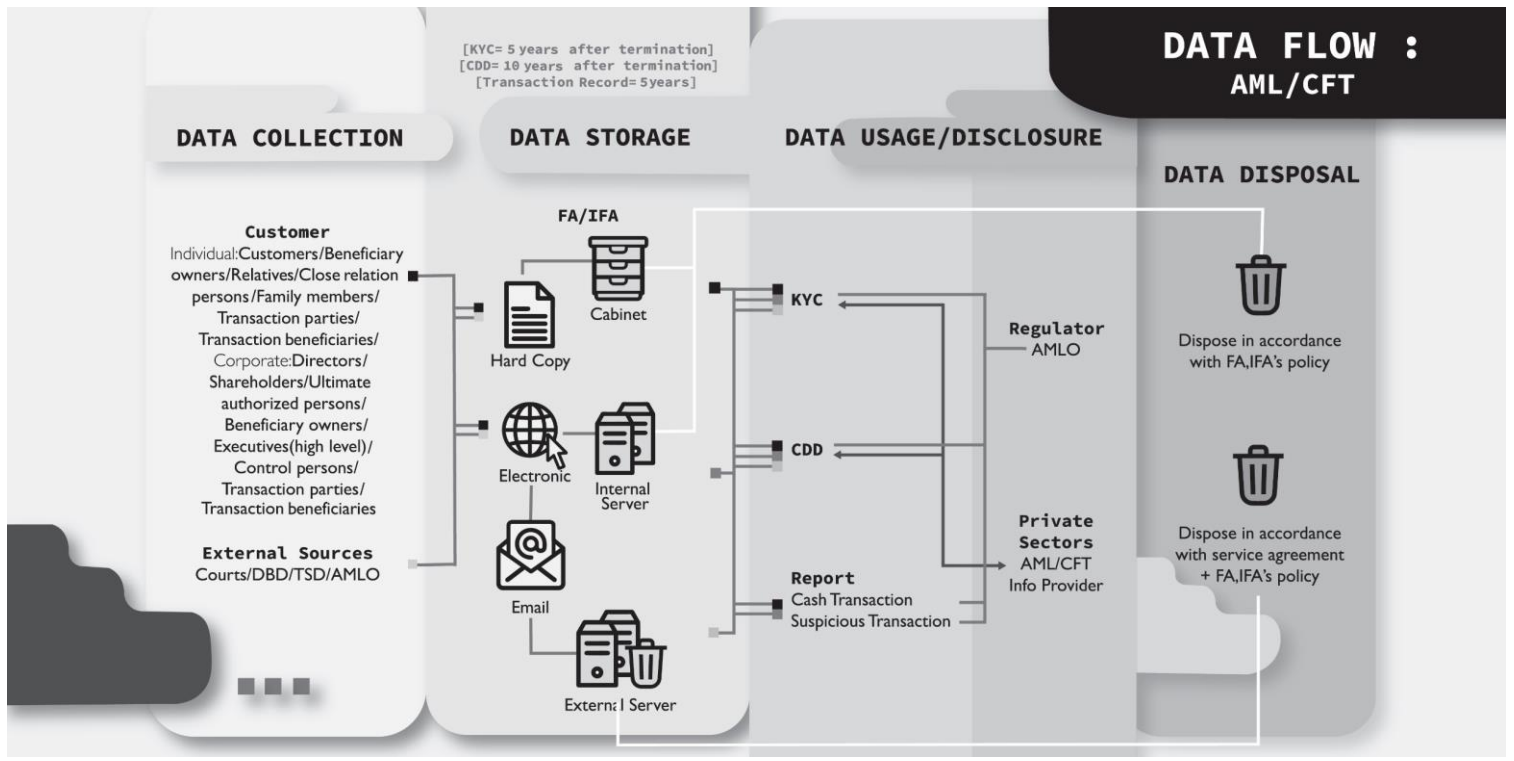 [KYC= 5 years after termination]
[CDD= 10 years after termination]
[Transaction Record= 5years]
DATA FLOW :
AML/CFT
DATA COLLECTION
DATA STORAGE
DATA USAGE/DISCLOSURE
DATA DISPOSAL
Customer
Individual:Customers/Beneficiary
owners/Relatives/Close relation
persons/Family members/
Transaction parties/
Transaction beneficiaries/
Corporate:Directors/
Shareholders/Ultimate
authorized persons/
Beneficiary owners/
Executives(high level)/
Control persons/
Transaction parties/
Transaction beneficiaries
External Sources
Courts/DBD/TSD/AMLO
FA/IFA
Cabinet
Hard Copy
Electronic
Internal
Server
Email
External Server
KYC
CDD
Report
Cash Transaction
Suspicious Transaction
Regulator
AMLO
Private
Sectors
AML/CFT
Info Provider
Dispose in accordance
with FA,IFA's policy
Dispose in accordance
with service agreement
+ FA,IFA's policy